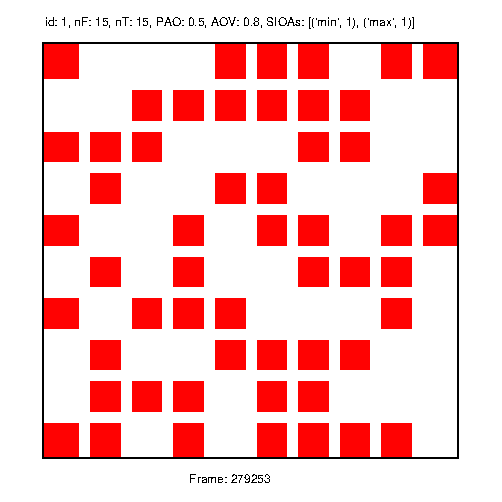 id: 1, nF: 15, nT: 15, PAO: 0.5, AOV: 0.8, SIOAs: [('min', 1), ('max', 1)]
Frame: 279253